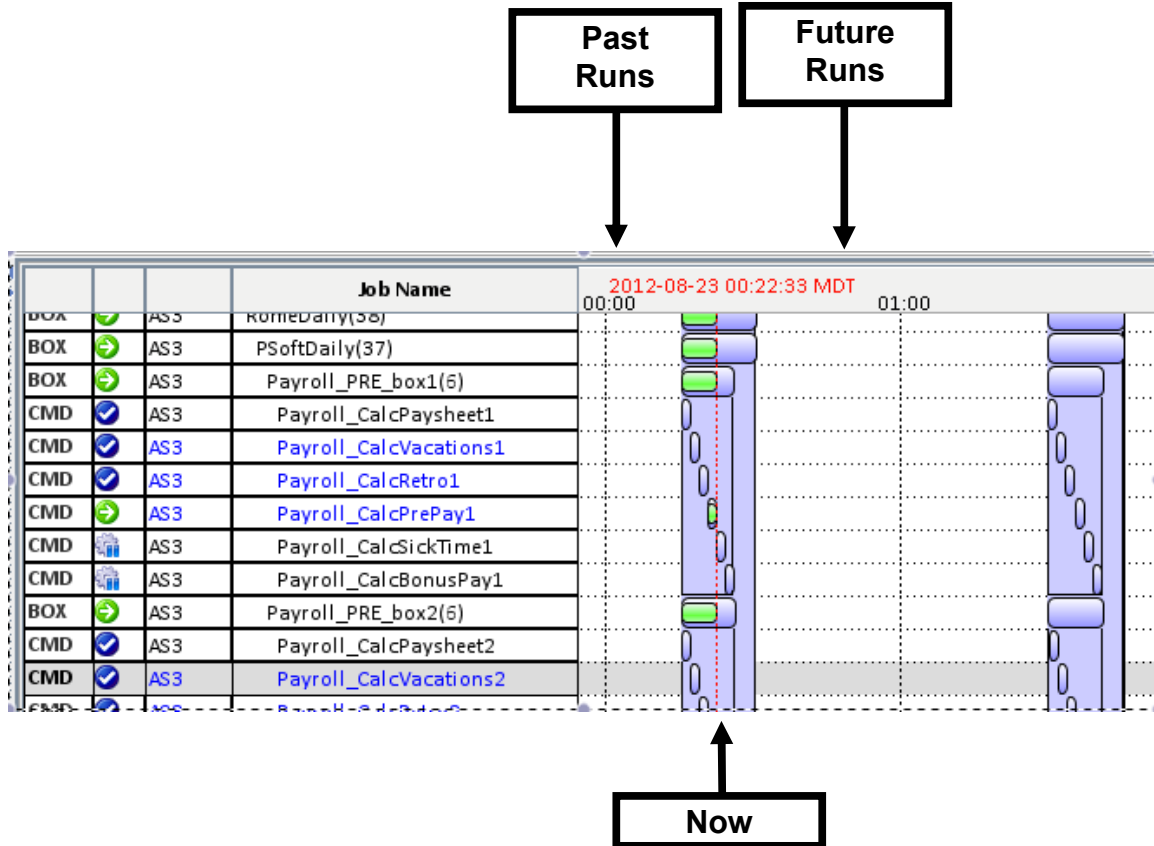 Past
Runs
Future
Runs
Job Name
2012-08-23 00:22:33 MDT
00:00 01:00
BOX AS3 RomeDaily(38)
BOX AS3 PSoftDaily(37)
BOX AS3 Payroll_PRE_box1(6)
CMD AS3 Payroll_CalcPaysheet1
CMD AS3 Payroll_CalcVacations1
CMD AS3 Payroll_CalcRetro1
CMD AS3 Payroll_CalcPrePay1
CMD AS3 Payroll_CalcSickTime1
CMD AS3 Payroll_CalcBonusPay1
BOX AS3 Payroll_PRE_box2(6)
CMD AS3 Payroll_CalcPaysheet2
CMD AS3 Payroll_CalcVacations2
Now